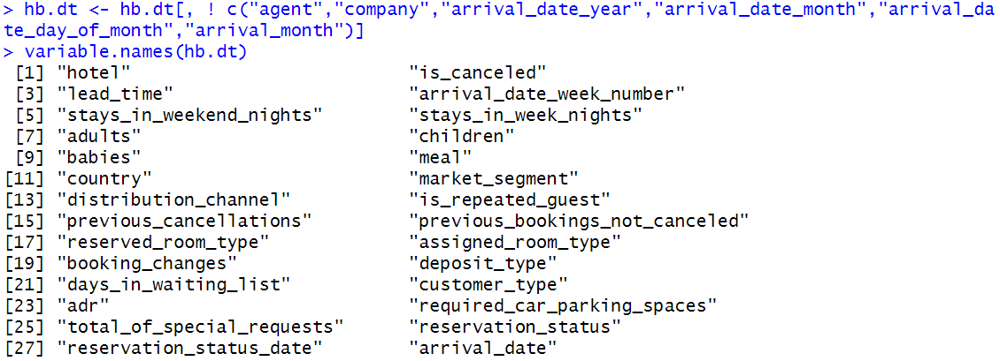 > hb.dt <- hb.dt[, ! c("agent","company","arrival_date_year","arrival_date_month","arrival_da
te_day_of_month","arrival_month")]
> variable.names(hb.dt)
 [1] "hotel"                          "is_canceled"
 [3] "lead_time"                      "arrival_date_week_number"
 [5] "stays_in_weekend_nights"        "stays_in_week_nights"
 [7] "adults"                         "children"
 [9] "babies"                         "meal"
[11] "country"                        "market_segment"
[13] "distribution_channel"           "is_repeated_guest"
[15] "previous_cancellations"         "previous_bookings_not_canceled"
[17] "reserved_room_type"             "assigned_room_type"
[19] "booking_changes"                "deposit_type"
[21] "days_in_waiting_list"           "customer_type"
[23] "adr"                            "required_car_parking_spaces"
[25] "total_of_special_requests"      "reservation_status"
[27] "reservation_status_date"        "arrival_date"